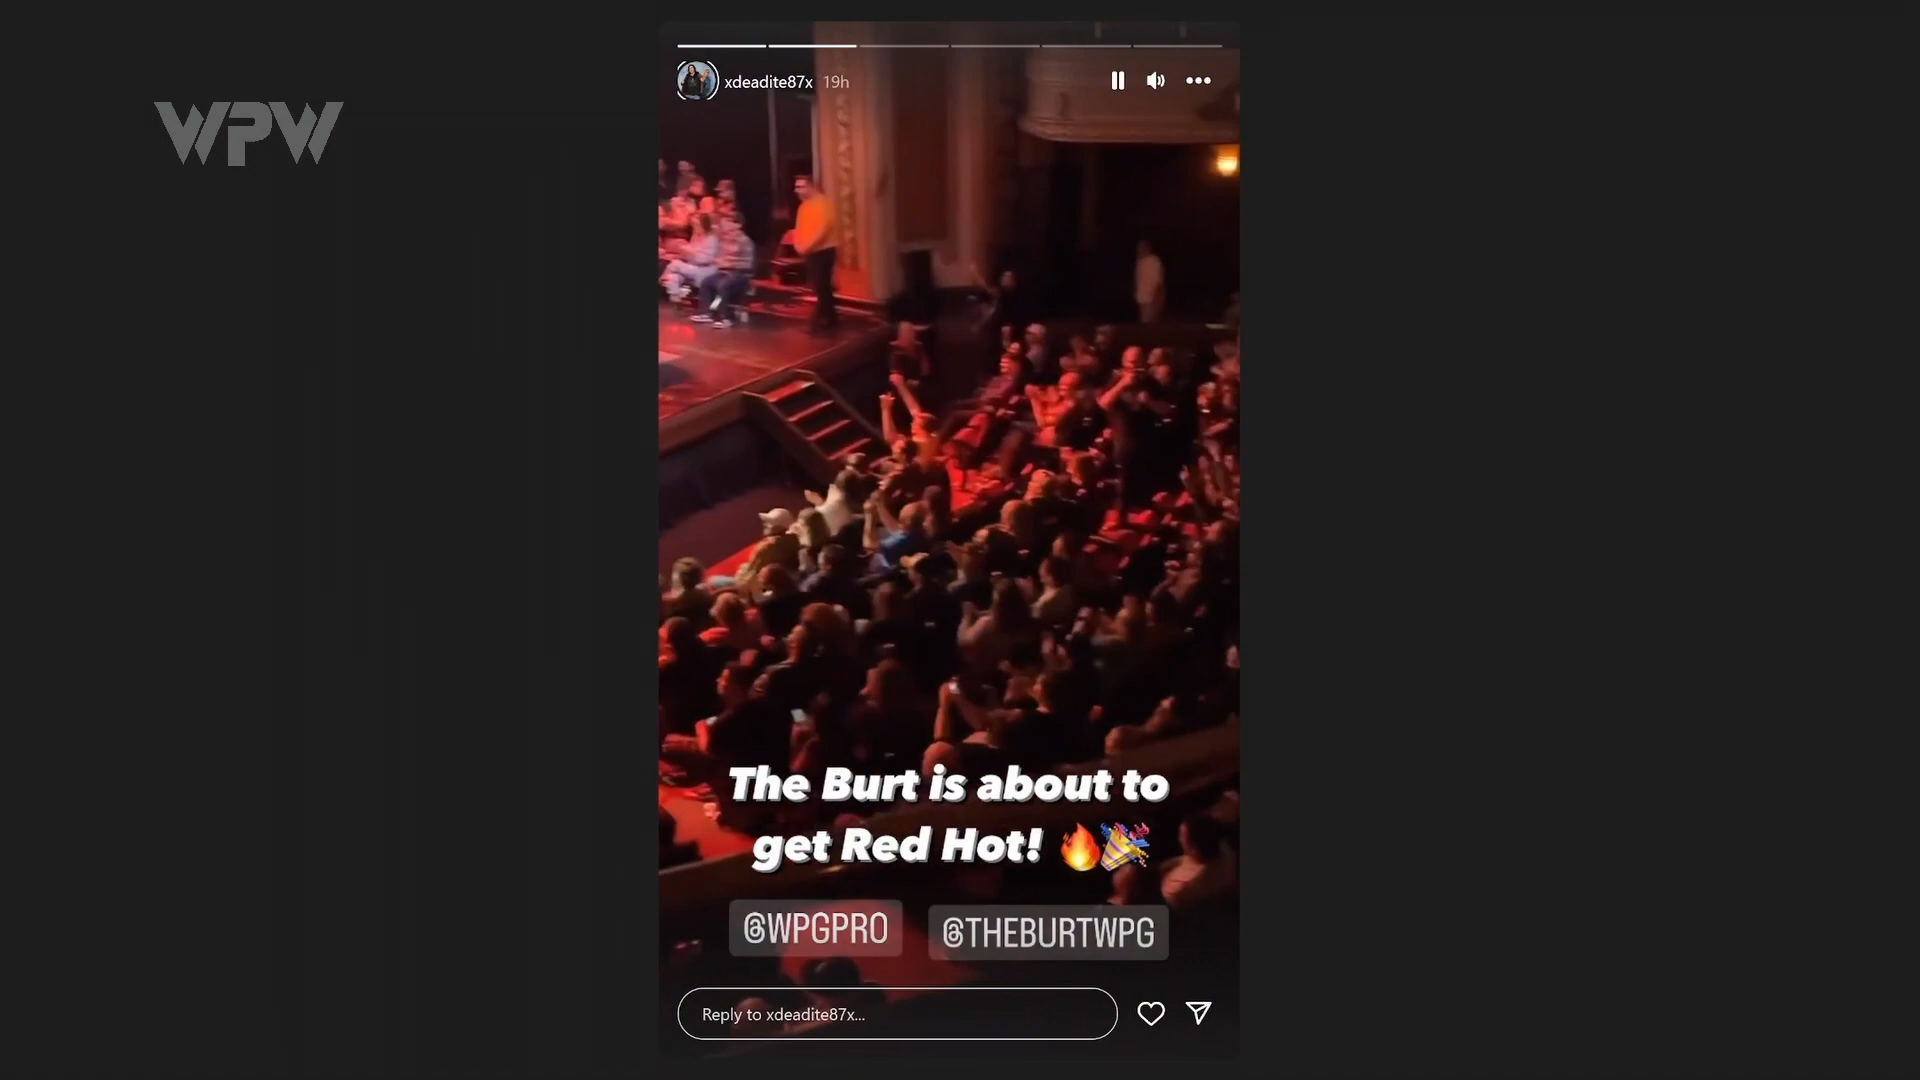 xdeadite87x 19h
WPW
The Burt is about to
get Red Hot! 🔥🎉
@WPGPRO @THEBURTWPG
Reply to xdeadite87x...